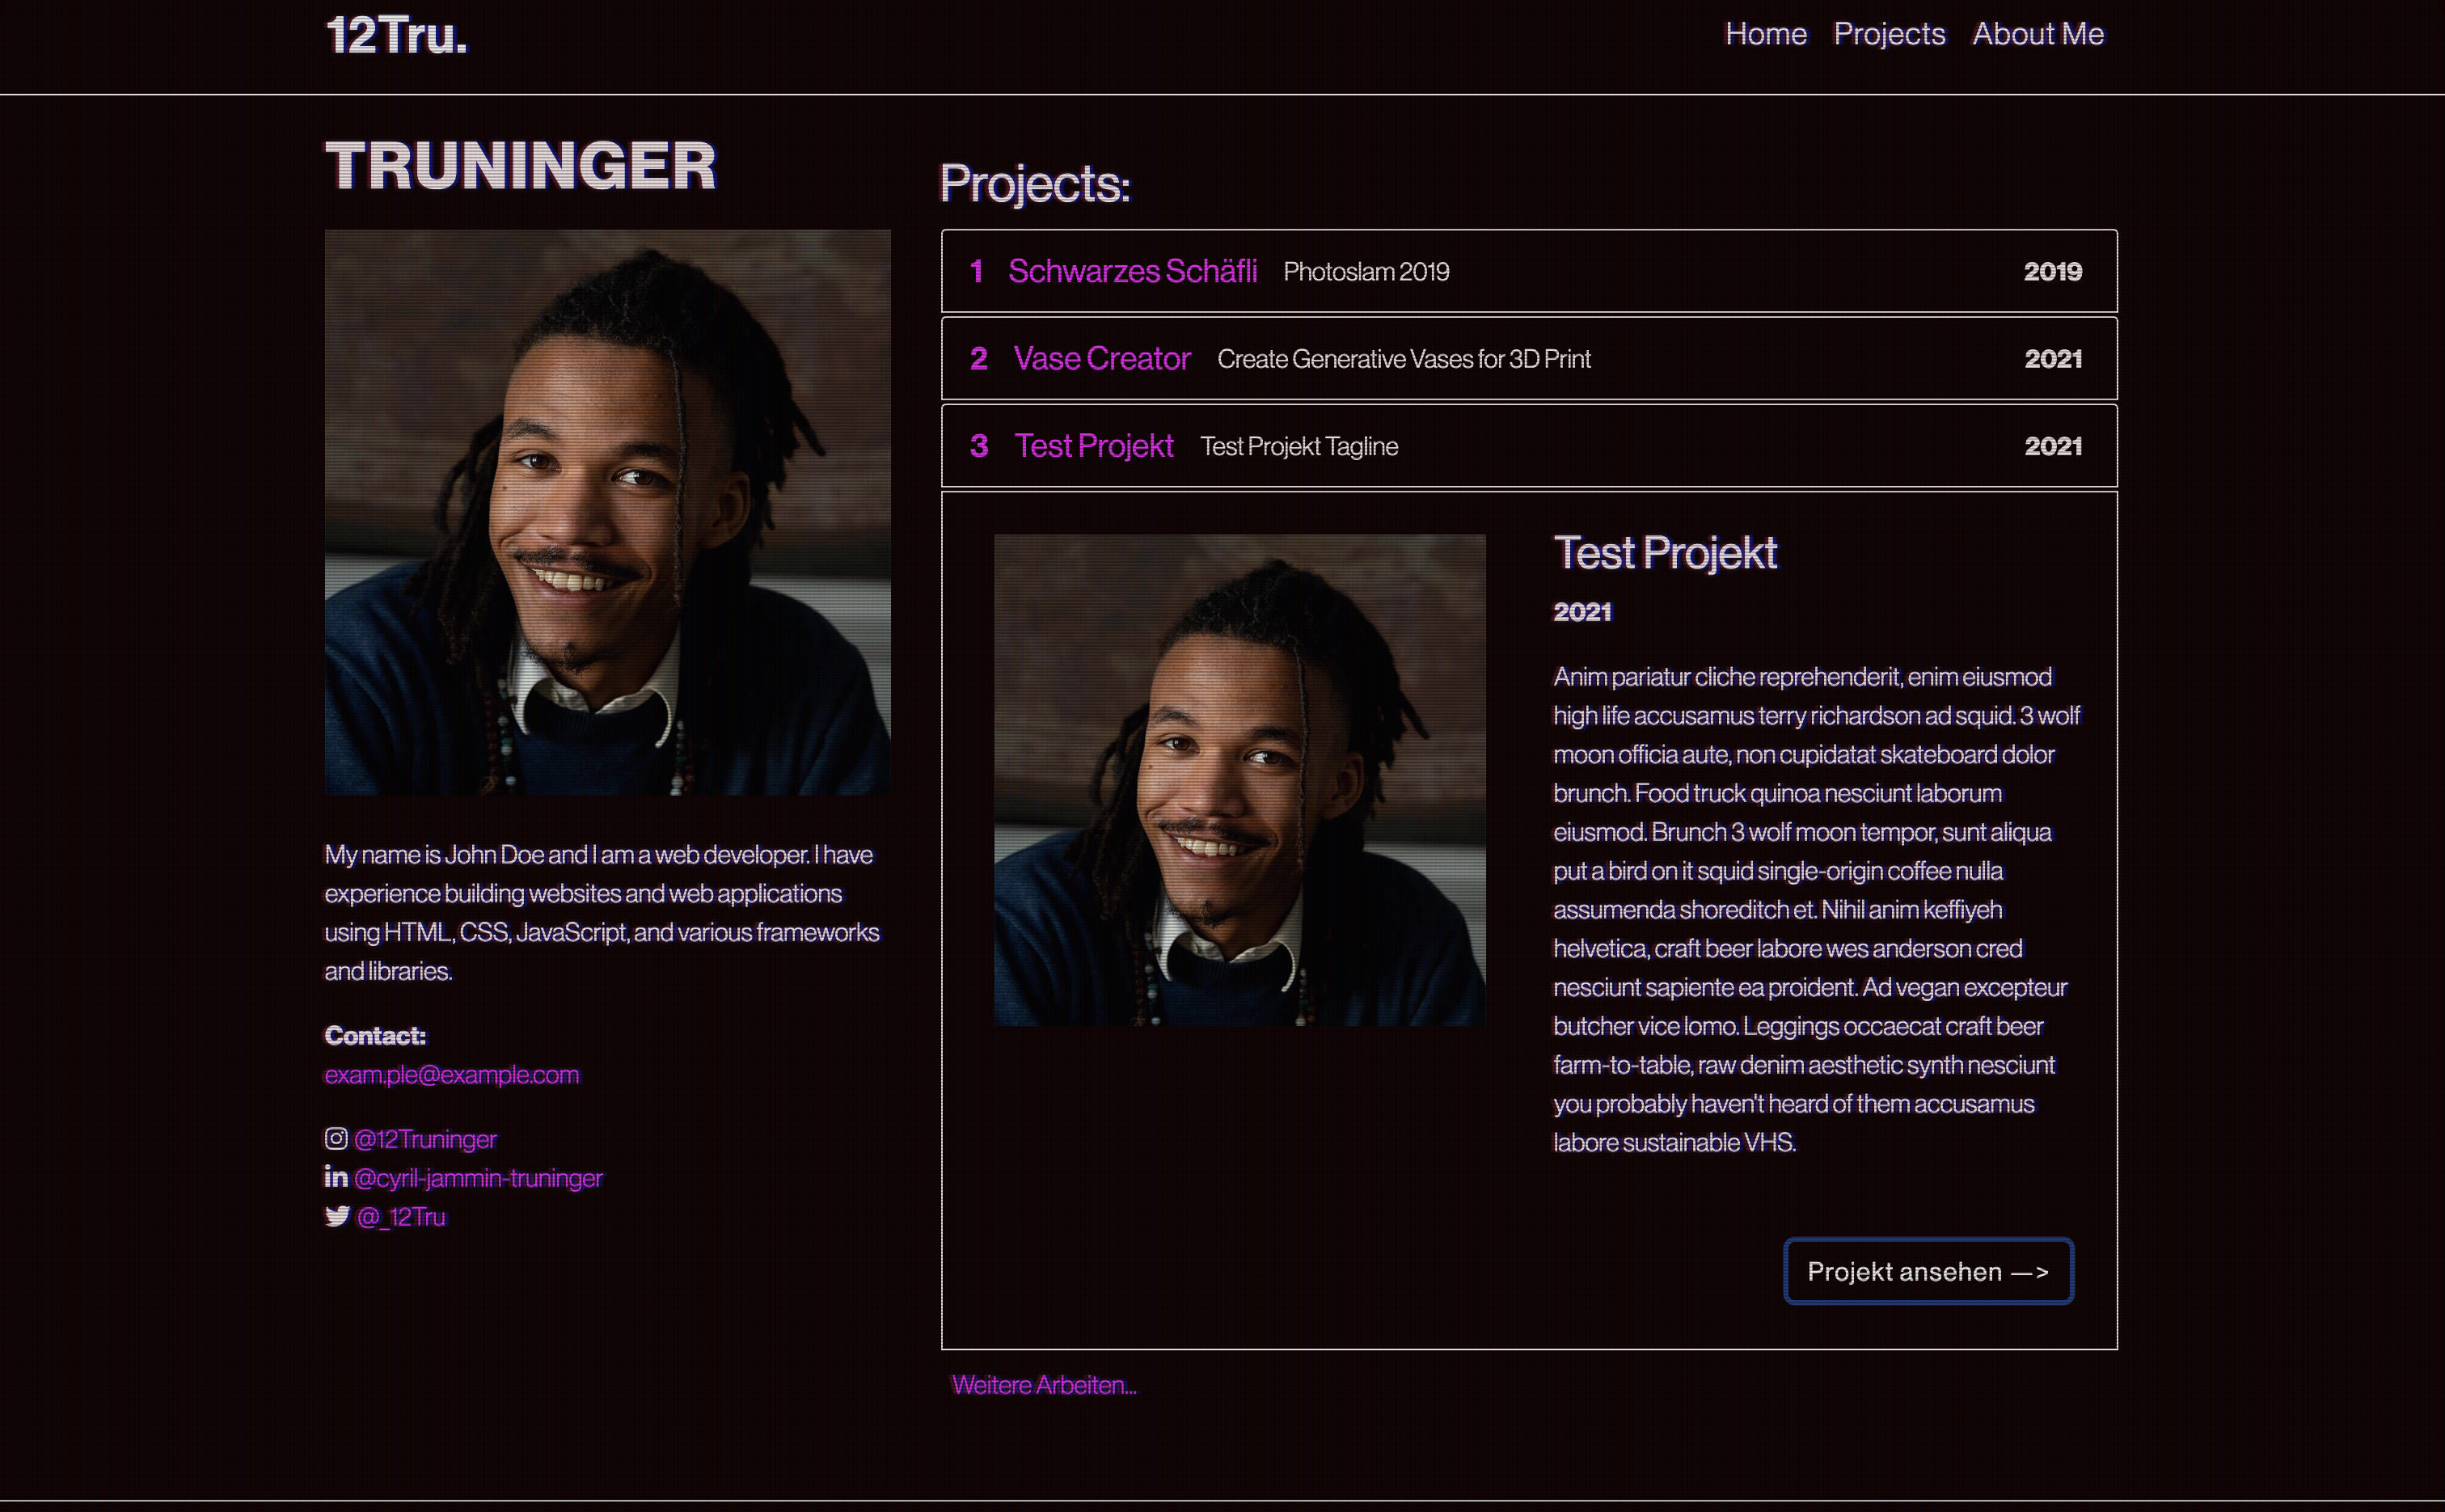 12Tru.
Home Projects About Me
TRUNINGER
My name is John Doe and I am a web developer. I have
experience building websites and web applications
using HTML, CSS, JavaScript, and various frameworks
and libraries.
Contact:
exam.ple@example.com
@12Truninger
in @cyril-jammin-truninger
@_12Tru
Projects:
1 Schwarzes Schäfli Photoslam 2019 2019
2 Vase Creator Create Generative Vases for 3D Print 2021
3 Test Projekt Test Projekt Tagline 2021
Test Projekt
2021
Anim pariatur cliche reprehenderit, enim eiusmod
high life accusamus terry richardson ad squid. 3 wolf
moon officia aute, non cupidatat skateboard dolor
brunch. Food truck quinoa nesciunt laborum
eiusmod. Brunch 3 wolf moon tempor, sunt aliqua
put a bird on it squid single-origin coffee nulla
assumenda shoreditch et. Nihil anim keffiyeh
helvetica, craft beer labore wes anderson cred
nesciunt sapiente ea proident. Ad vegan excepteur
butcher vice lomo. Leggings occaecat craft beer
farm-to-table, raw denim aesthetic synth nesciunt
you probably haven't heard of them accusamus
labore sustainable VHS.
Projekt ansehen —>
Weitere Arbeiten...